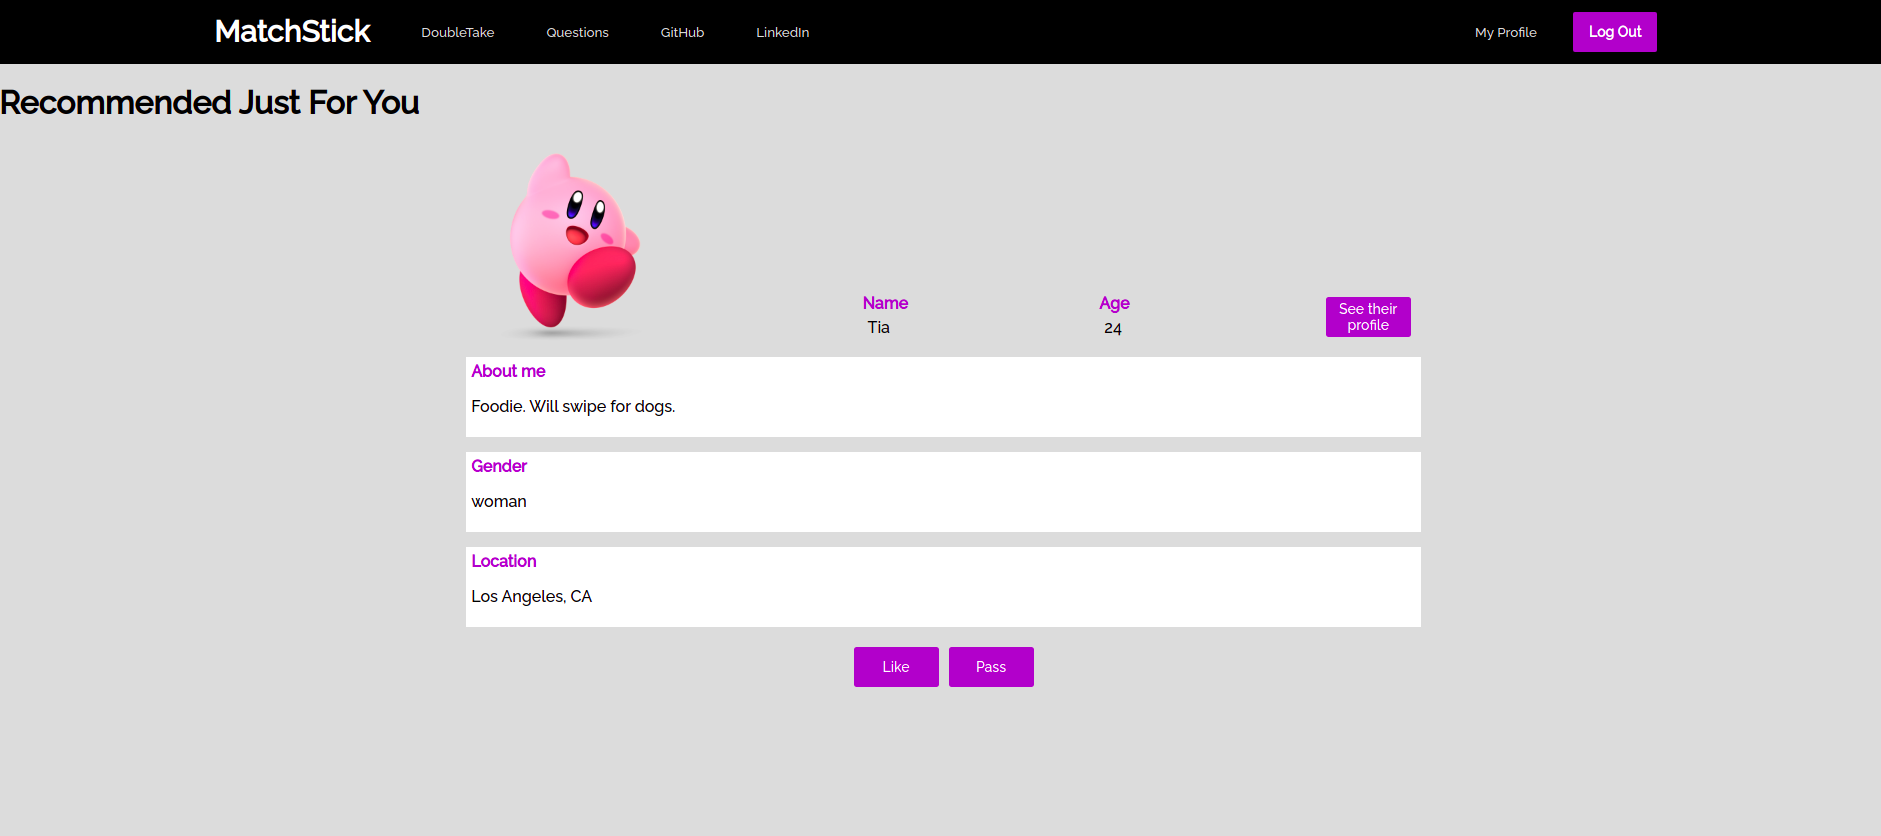 MatchStick DoubleTake Questions GitHub LinkedIn My Profile Log Out
Recommended Just For You
Name Age See their
profile
Tia 24
About me
Foodie. Will swipe for dogs.
Gender
woman
Location
Los Angeles, CA
Like Pass